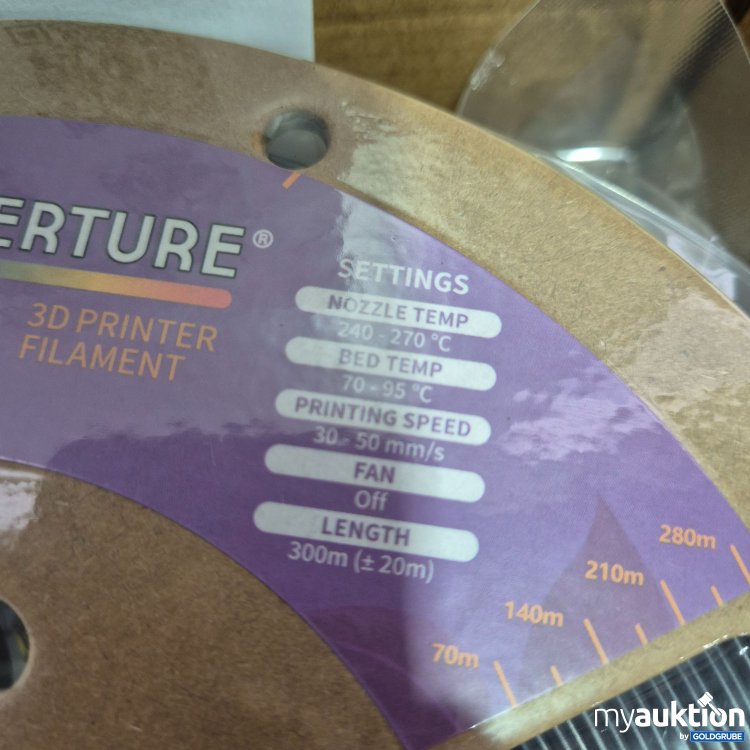 ERTURE®
3D PRINTER
FILAMENT
SETTINGS
NOZZLE TEMP
240 - 270 °C
BED TEMP
70 - 95 °C
PRINTING SPEED
30 - 50 mm/s
FAN
Off
LENGTH
300m (± 20m)
280m
210m
140m
70m
myauktion
by GOLDGRUBE